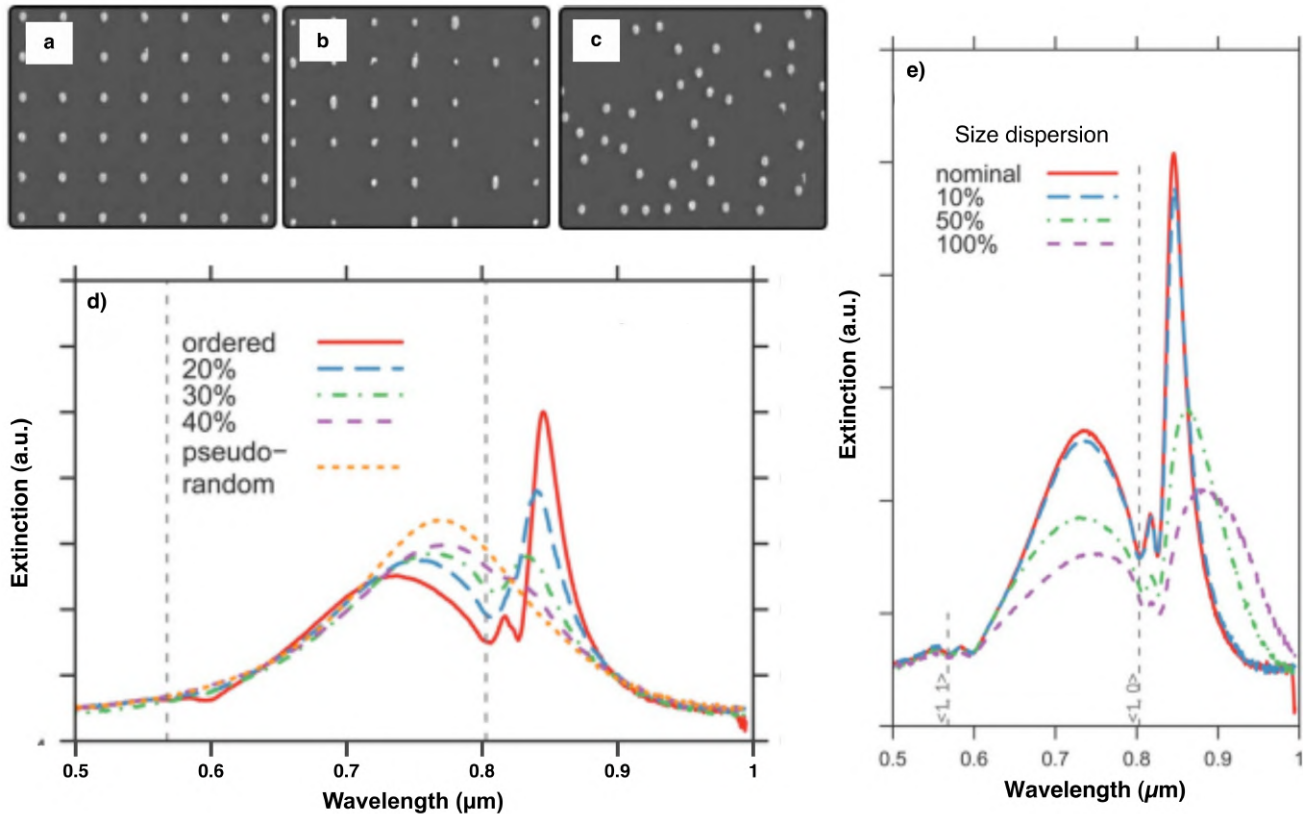 a
b
c
d)
ordered
20%
30%
40%
pseudo-
random
Extinction (a.u.)
0.5 0.6 0.7 0.8 0.9 1
Wavelength (μm)
e)
Size dispersion
nominal
10%
50%
100%
Extinction (a.u.)
<1, 1>
<1, 0>
0.5 0.6 0.7 0.8 0.9 1
Wavelength (μm)